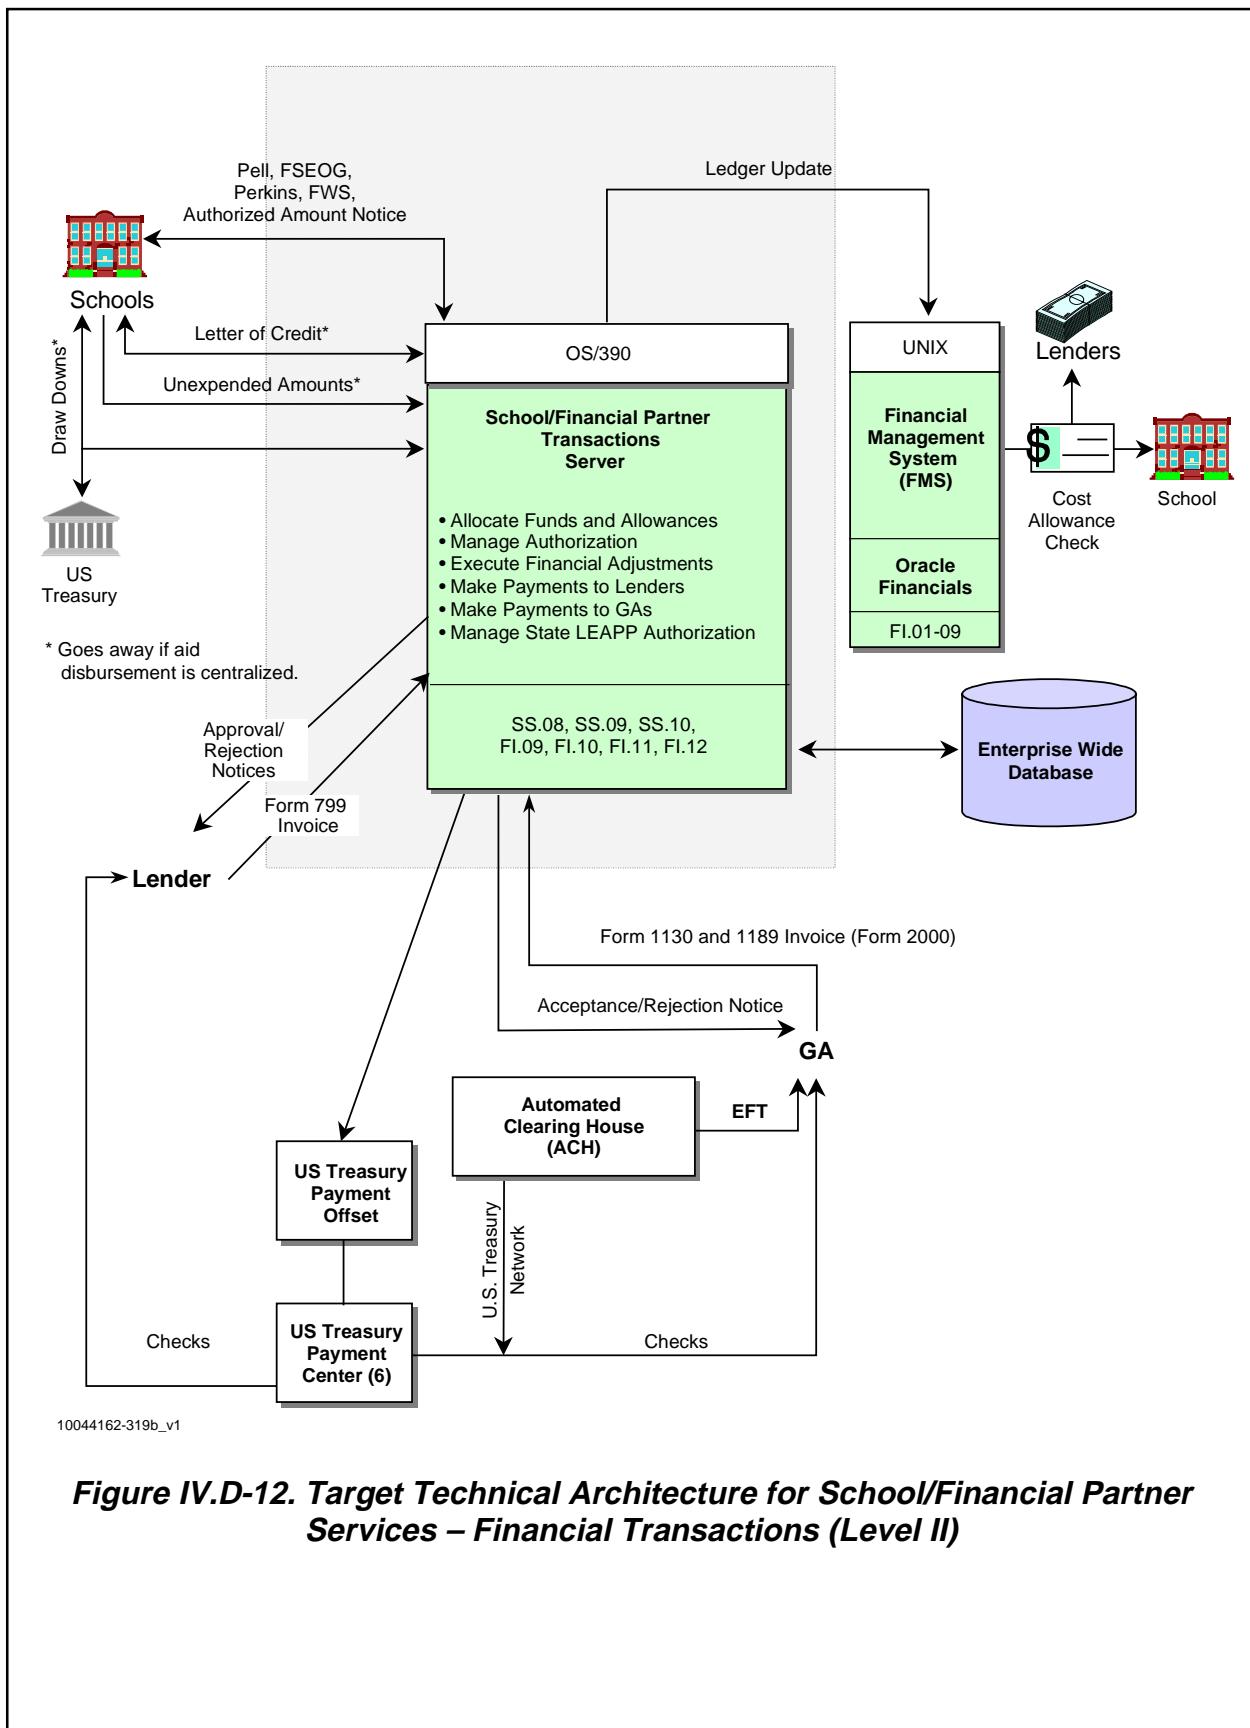 Pell, FSEOG,
Perkins, FWS,
Authorized Amount Notice
Ledger Update
Schools
Letter of Credit*
Unexpended Amounts*
Draw Downs*
US
Treasury
* Goes away if aid
disbursement is centralized.
OS/390
School/Financial Partner
Transactions
Server
• Allocate Funds and Allowances
• Manage Authorization
• Execute Financial Adjustments
• Make Payments to Lenders
• Make Payments to GAs
• Manage State LEAPP Authorization
SS.08, SS.09, SS.10,
FI.09, FI.10, FI.11, FI.12
UNIX
Financial
Management
System
(FMS)
Oracle
Financials
FI.01-09
Lenders
$
Cost
Allowance
Check
School
Enterprise Wide
Database
Approval/
Rejection
Notices
Form 799
Invoice
Lender
Form 1130 and 1189 Invoice (Form 2000)
Acceptance/Rejection Notice
GA
Automated
Clearing House
(ACH)
EFT
US Treasury
Payment
Offset
U.S. Treasury
Network
US Treasury
Payment
Center (6)
Checks
Checks
10044162-319b_v1
Figure IV.D-12. Target Technical Architecture for School/Financial Partner
Services – Financial Transactions (Level II)